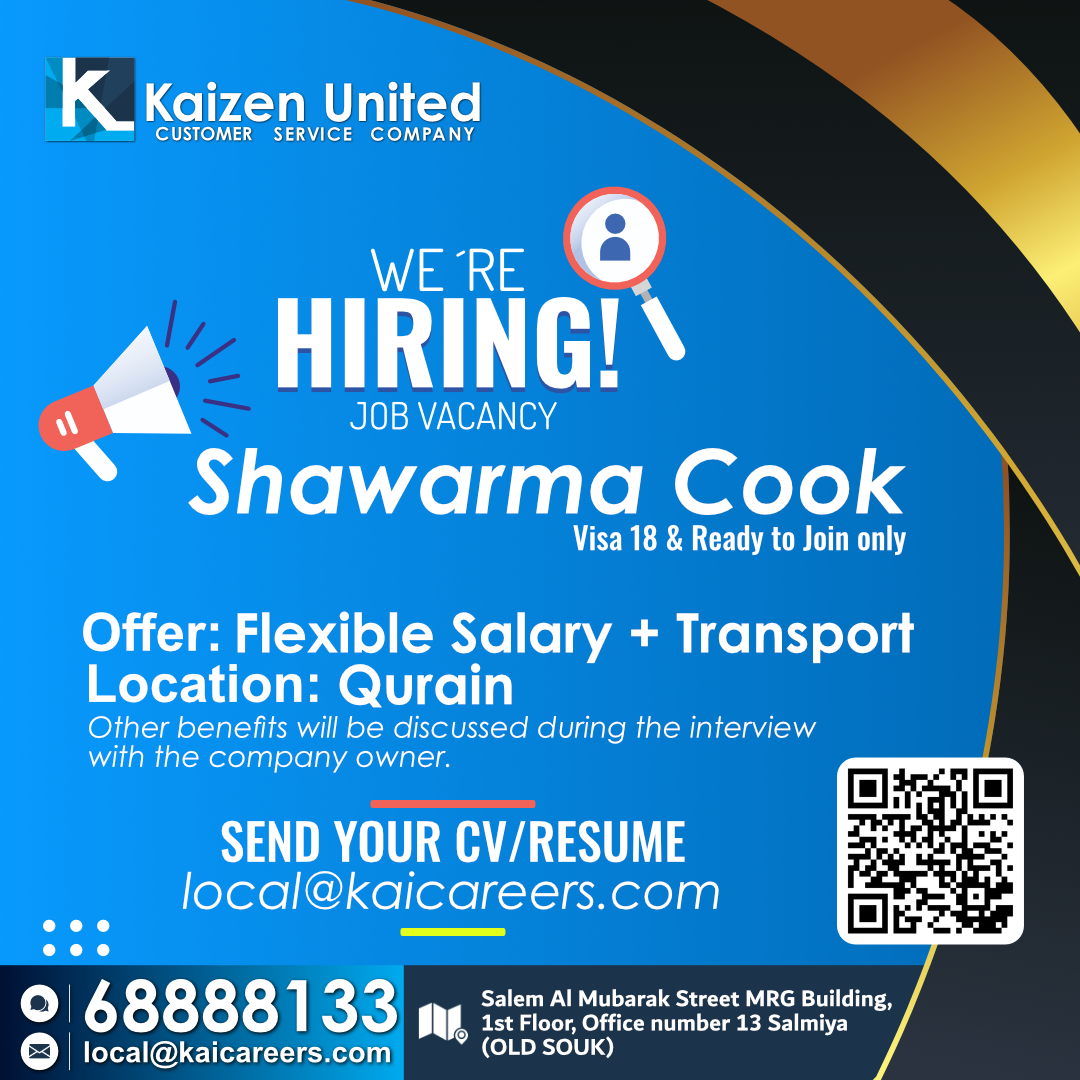 K Kaizen United
CUSTOMER SERVICE COMPANY
WE ´RE
HIRING!
JOB VACANCY
Shawarma Cook
Visa 18 & Ready to Join only
Offer: Flexible Salary + Transport
Location: Qurain
Other benefits will be discussed during the interview
with the company owner.
SEND YOUR CV/RESUME
local@kaicareers.com
68888133
local@kaicareers.com
Salem Al Mubarak Street MRG Building,
1st Floor, Office number 13 Salmiya
(OLD SOUK)